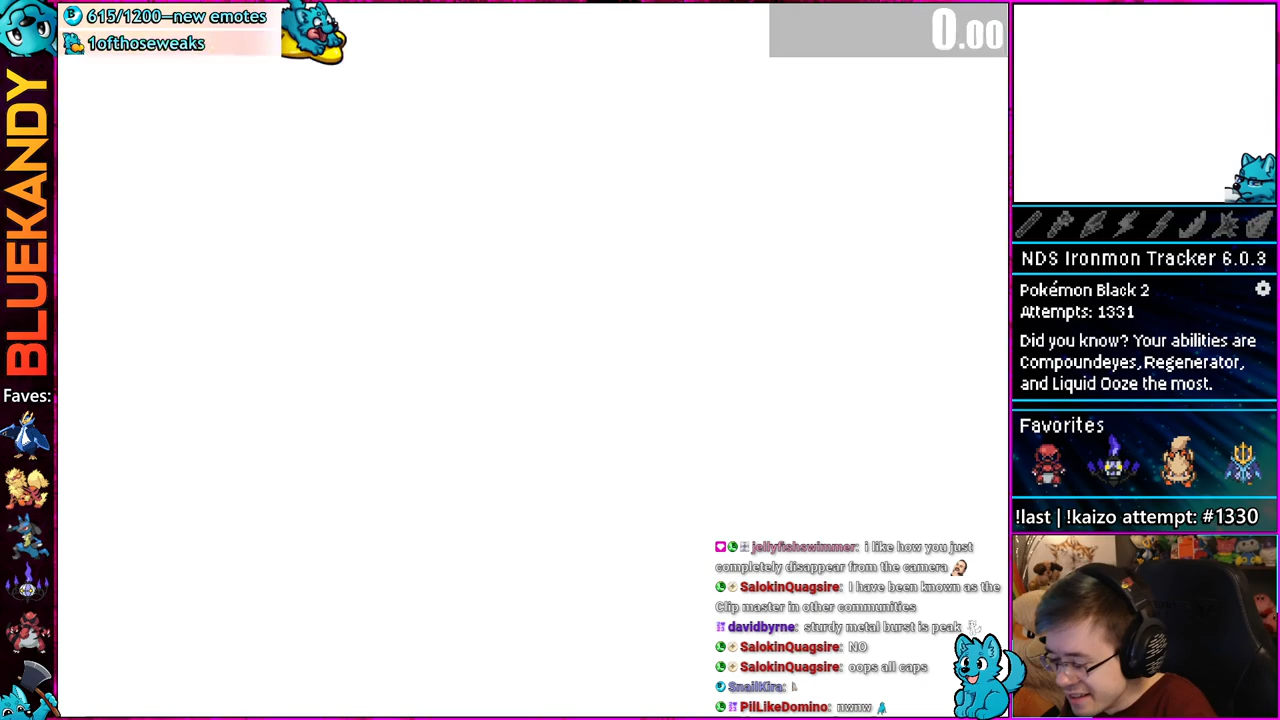 615/1200—new emotes
1ofthoseweaks
0.00
BLUEKANDY
Faves:
NDS Ironmon Tracker 6.0.3
Pokémon Black 2
Attempts: 1331
Did you know? Your abilities are
Compoundeyes, Regenerator,
and Liquid Ooze the most.
Favorites
!last | !kaizo attempt: #1330
jellyfishswimmer: i like how you just
completely disappear from the camera
SalokinQuagsire: I have been known as the
Clip master in other communities
davidbyrne: sturdy metal burst is peak
SalokinQuagsire: NO
SalokinQuagsire: oops all caps
SnailKira:
PilLikeDomino: nwnw